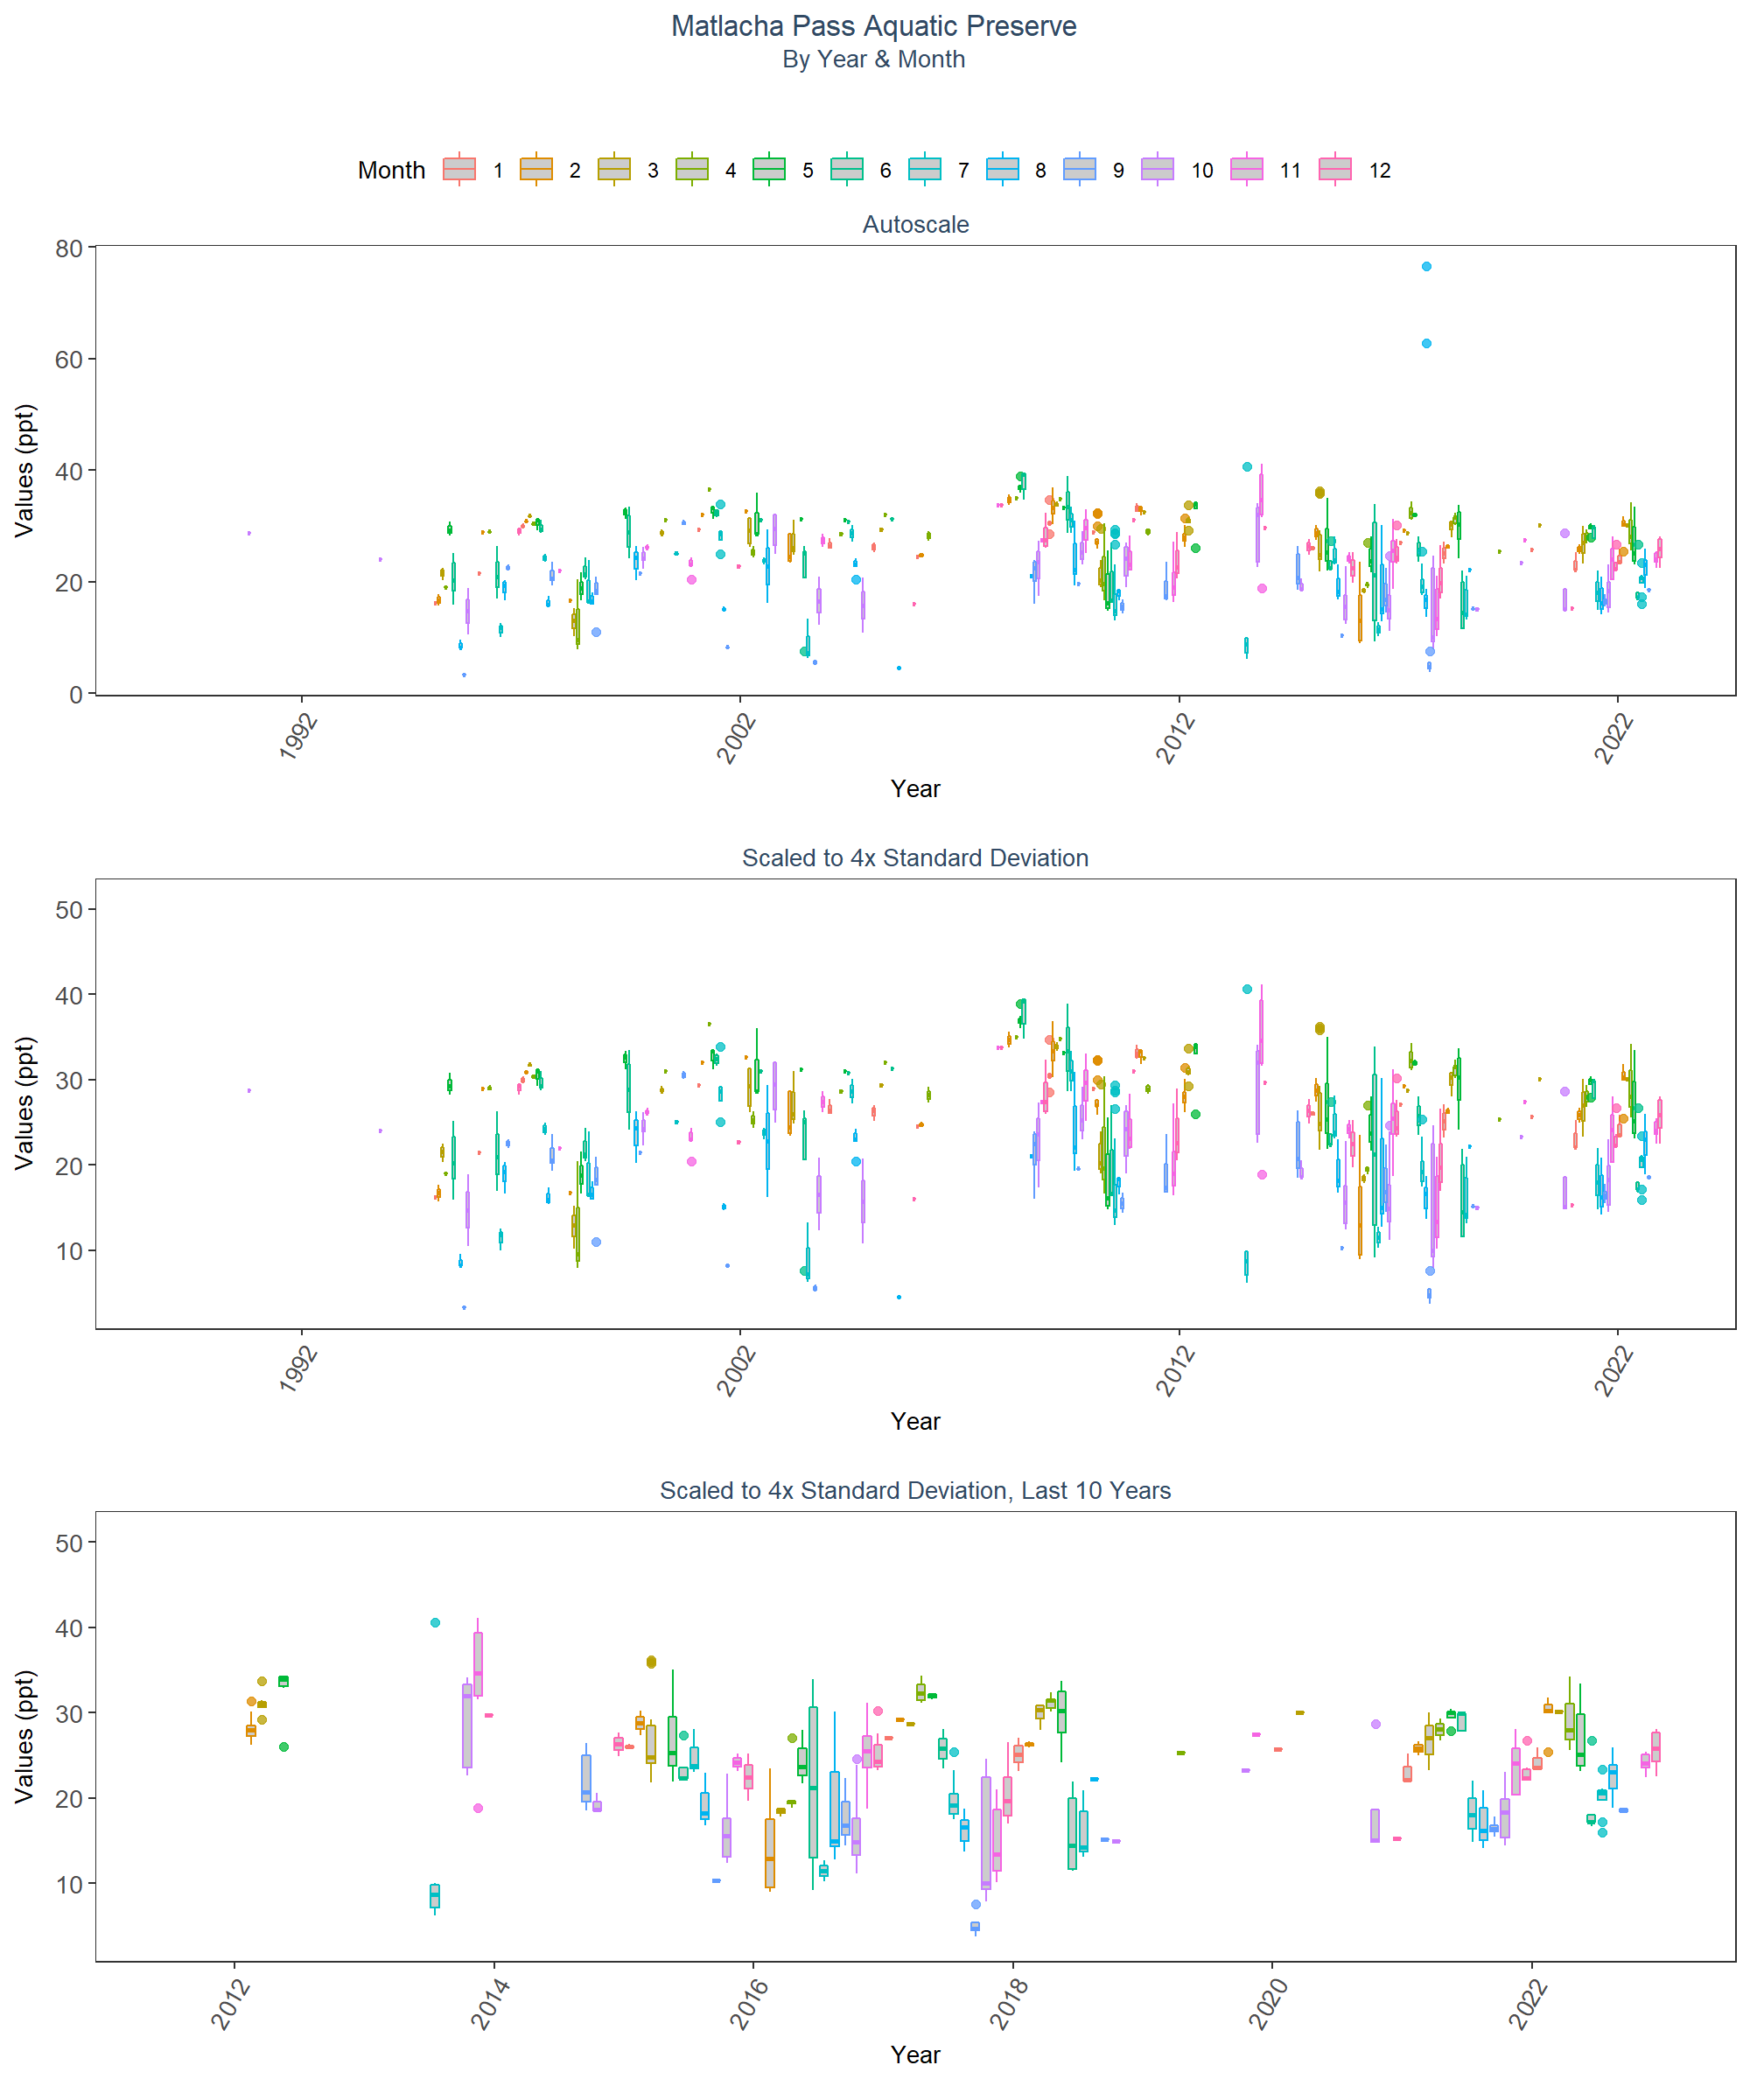 Matlacha Pass Aquatic Preserve
By Year & Month
Month 1 2 3 4 5 6 7 8 9 10 11 12
Autoscale
80
60
40
20
0
Values (ppt)
1992 2002 2012 2022
Year
Scaled to 4x Standard Deviation
50
40
30
20
10
Values (ppt)
1992 2002 2012 2022
Year
Scaled to 4x Standard Deviation, Last 10 Years
50
40
30
20
10
Values (ppt)
2012 2014 2016 2018 2020 2022
Year